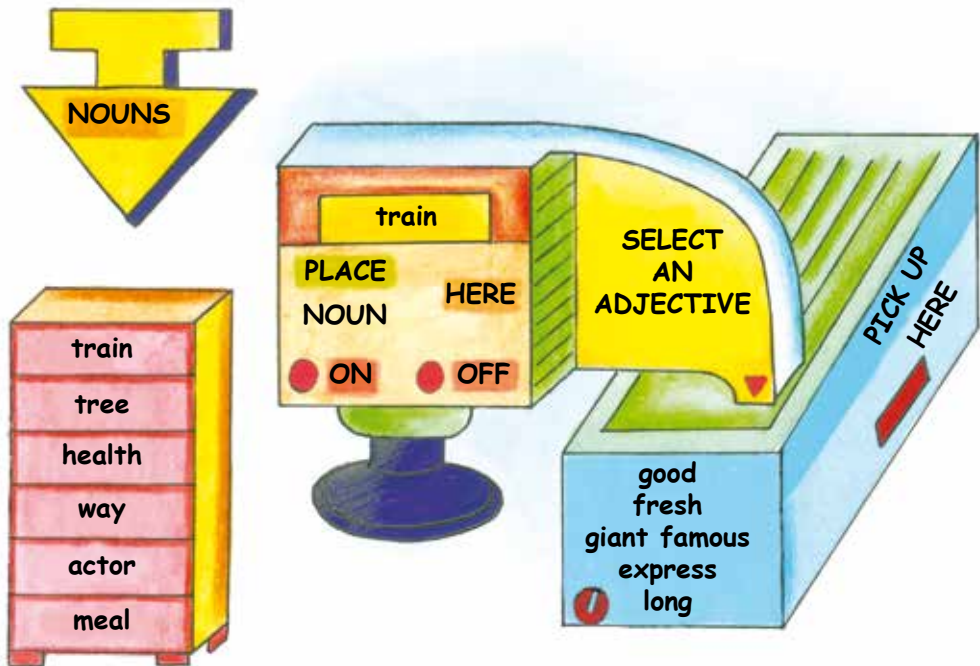 NOUNS
train
tree
health
way
actor
meal
train
PLACE
NOUN
HERE
ON
OFF
SELECT
AN
ADJECTIVE
PICK UP
HERE
good
fresh
giant famous
express
long